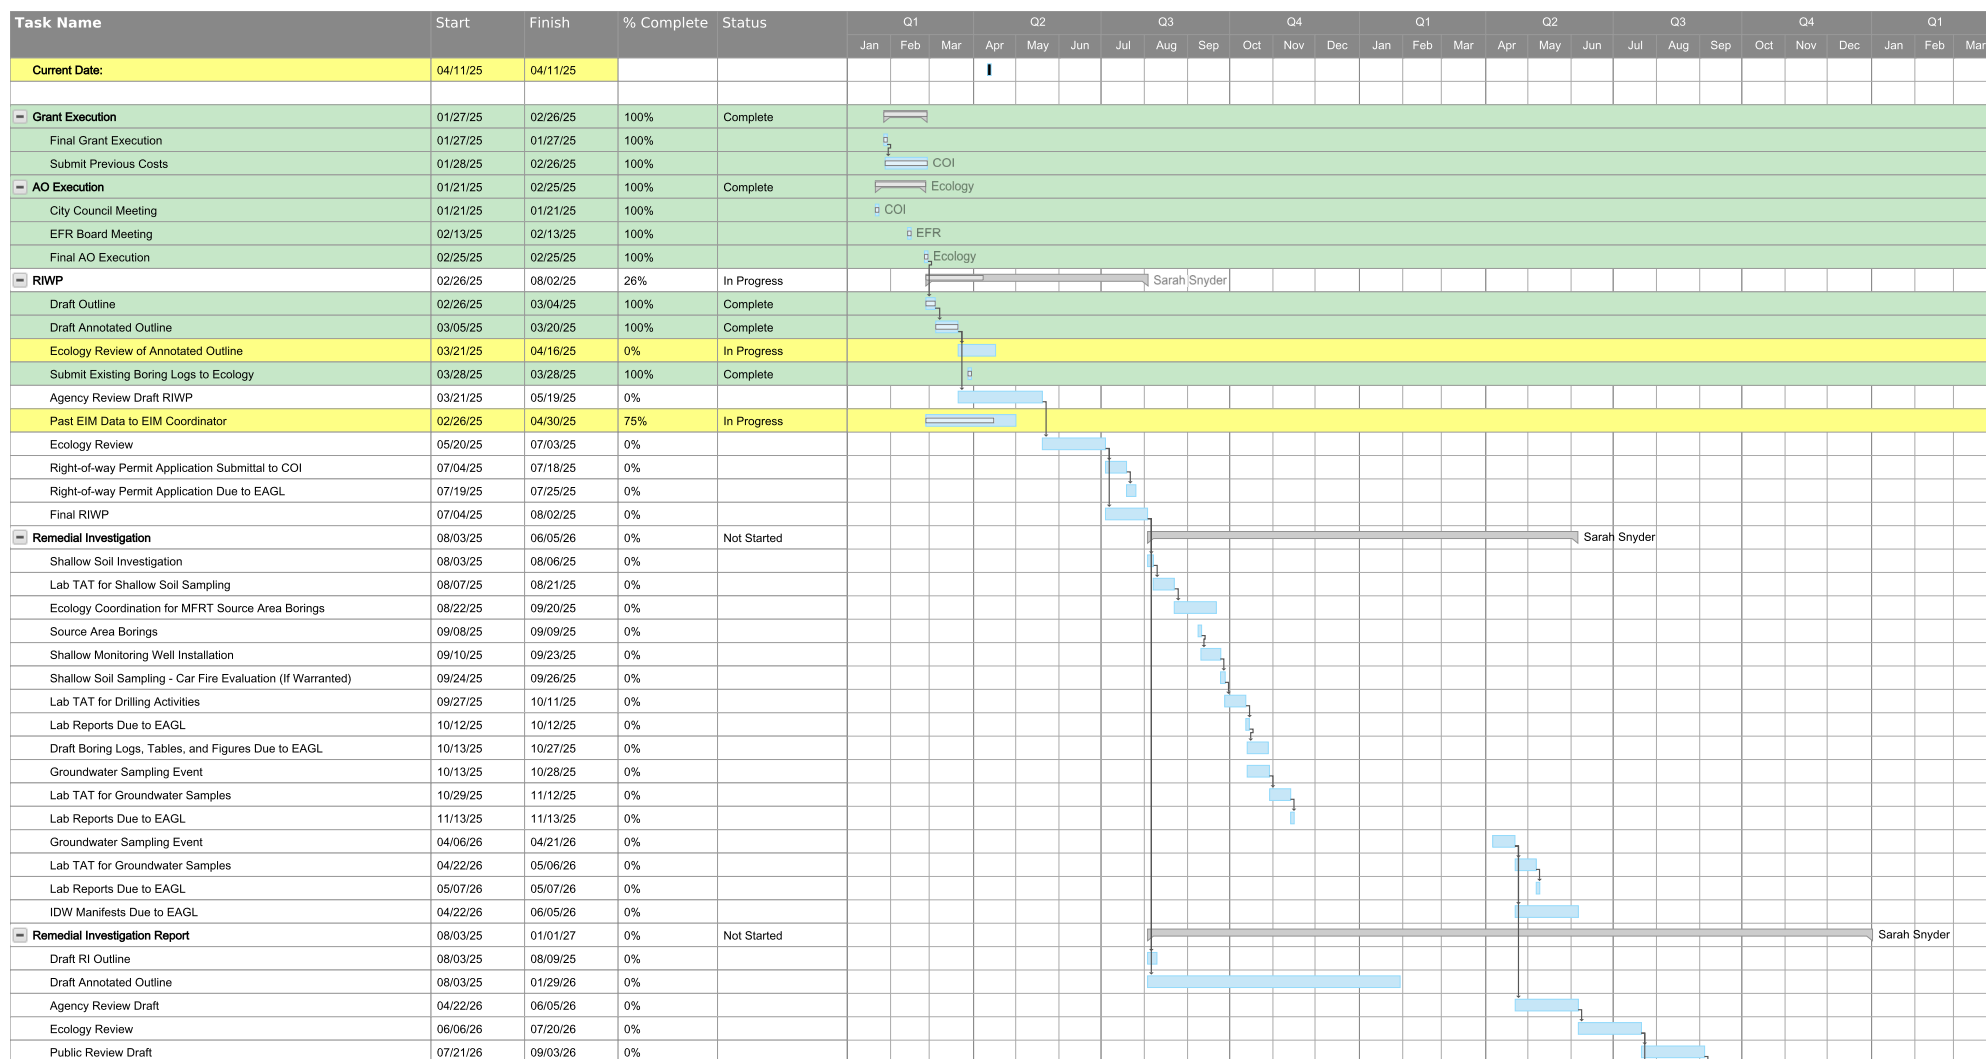 Task Name Start Finish % Complete Status Q1 Q2 Q3 Q4 Q1 Q2 Q3 Q4 Q1
Jan Feb Mar Apr May Jun Jul Aug Sep Oct Nov Dec Jan Feb Mar Apr May Jun Jul Aug Sep Oct Nov Dec Jan Feb Mar
Current Date: 04/11/25 04/11/25
Grant Execution 01/27/25 02/26/25 100% Complete
Final Grant Execution 01/27/25 01/27/25 100%
Submit Previous Costs 01/28/25 02/26/25 100% COI
AO Execution 01/21/25 02/25/25 100% Complete Ecology
City Council Meeting 01/21/25 01/21/25 100% COI
EFR Board Meeting 02/13/25 02/13/25 100% EFR
Final AO Execution 02/25/25 02/25/25 100% Ecology
RIWP 02/26/25 08/02/25 26% In Progress Sarah Snyder
Draft Outline 02/26/25 03/04/25 100% Complete
Draft Annotated Outline 03/05/25 03/20/25 100% Complete
Ecology Review of Annotated Outline 03/21/25 04/16/25 0% In Progress
Submit Existing Boring Logs to Ecology 03/28/25 03/28/25 100% Complete
Agency Review Draft RIWP 03/21/25 05/19/25 0%
Past EIM Data to EIM Coordinator 02/26/25 04/30/25 75% In Progress
Ecology Review 05/20/25 07/03/25 0%
Right-of-way Permit Application Submittal to COI 07/04/25 07/18/25 0%
Right-of-way Permit Application Due to EAGL 07/19/25 07/25/25 0%
Final RIWP 07/04/25 08/02/25 0%
Remedial Investigation 08/03/25 06/05/26 0% Not Started Sarah Snyder
Shallow Soil Investigation 08/03/25 08/06/25 0%
Lab TAT for Shallow Soil Sampling 08/07/25 08/21/25 0%
Ecology Coordination for MFRT Source Area Borings 08/22/25 09/20/25 0%
Source Area Borings 09/08/25 09/09/25 0%
Shallow Monitoring Well Installation 09/10/25 09/23/25 0%
Shallow Soil Sampling - Car Fire Evaluation (If Warranted) 09/24/25 09/26/25 0%
Lab TAT for Drilling Activities 09/27/25 10/11/25 0%
Lab Reports Due to EAGL 10/12/25 10/12/25 0%
Draft Boring Logs, Tables, and Figures Due to EAGL 10/13/25 10/27/25 0%
Groundwater Sampling Event 10/13/25 10/28/25 0%
Lab TAT for Groundwater Samples 10/29/25 11/12/25 0%
Lab Reports Due to EAGL 11/13/25 11/13/25 0%
Groundwater Sampling Event 04/06/26 04/21/26 0%
Lab TAT for Groundwater Samples 04/22/26 05/06/26 0%
Lab Reports Due to EAGL 05/07/26 05/07/26 0%
IDW Manifests Due to EAGL 04/22/26 06/05/26 0%
Remedial Investigation Report 08/03/25 01/01/27 0% Not Started Sarah Snyder
Draft RI Outline 08/03/25 08/09/25 0%
Draft Annotated Outline 08/03/25 01/29/26 0%
Agency Review Draft 04/22/26 06/05/26 0%
Ecology Review 06/06/26 07/20/26 0%
Public Review Draft 07/21/26 09/03/26 0%